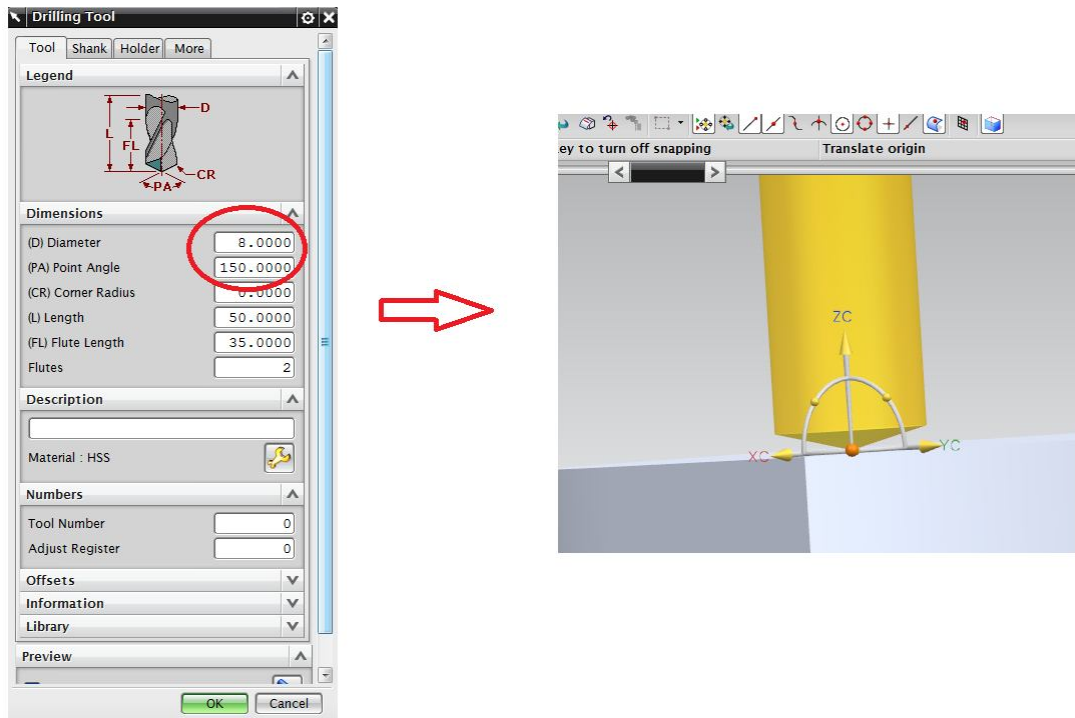 Drilling Tool
Tool Shank Holder More
Legend
D
L
FL
CR
PA
Dimensions
(D) Diameter 8.0000
(PA) Point Angle 150.0000
(CR) Corner Radius 0.0000
(L) Length 50.0000
(FL) Flute Length 35.0000
Flutes 2
Description
Material : HSS
Numbers
Tool Number 0
Adjust Register 0
Offsets
Information
Library
Preview
OK Cancel
ey to turn off snapping Translate origin
ZC
XC YC